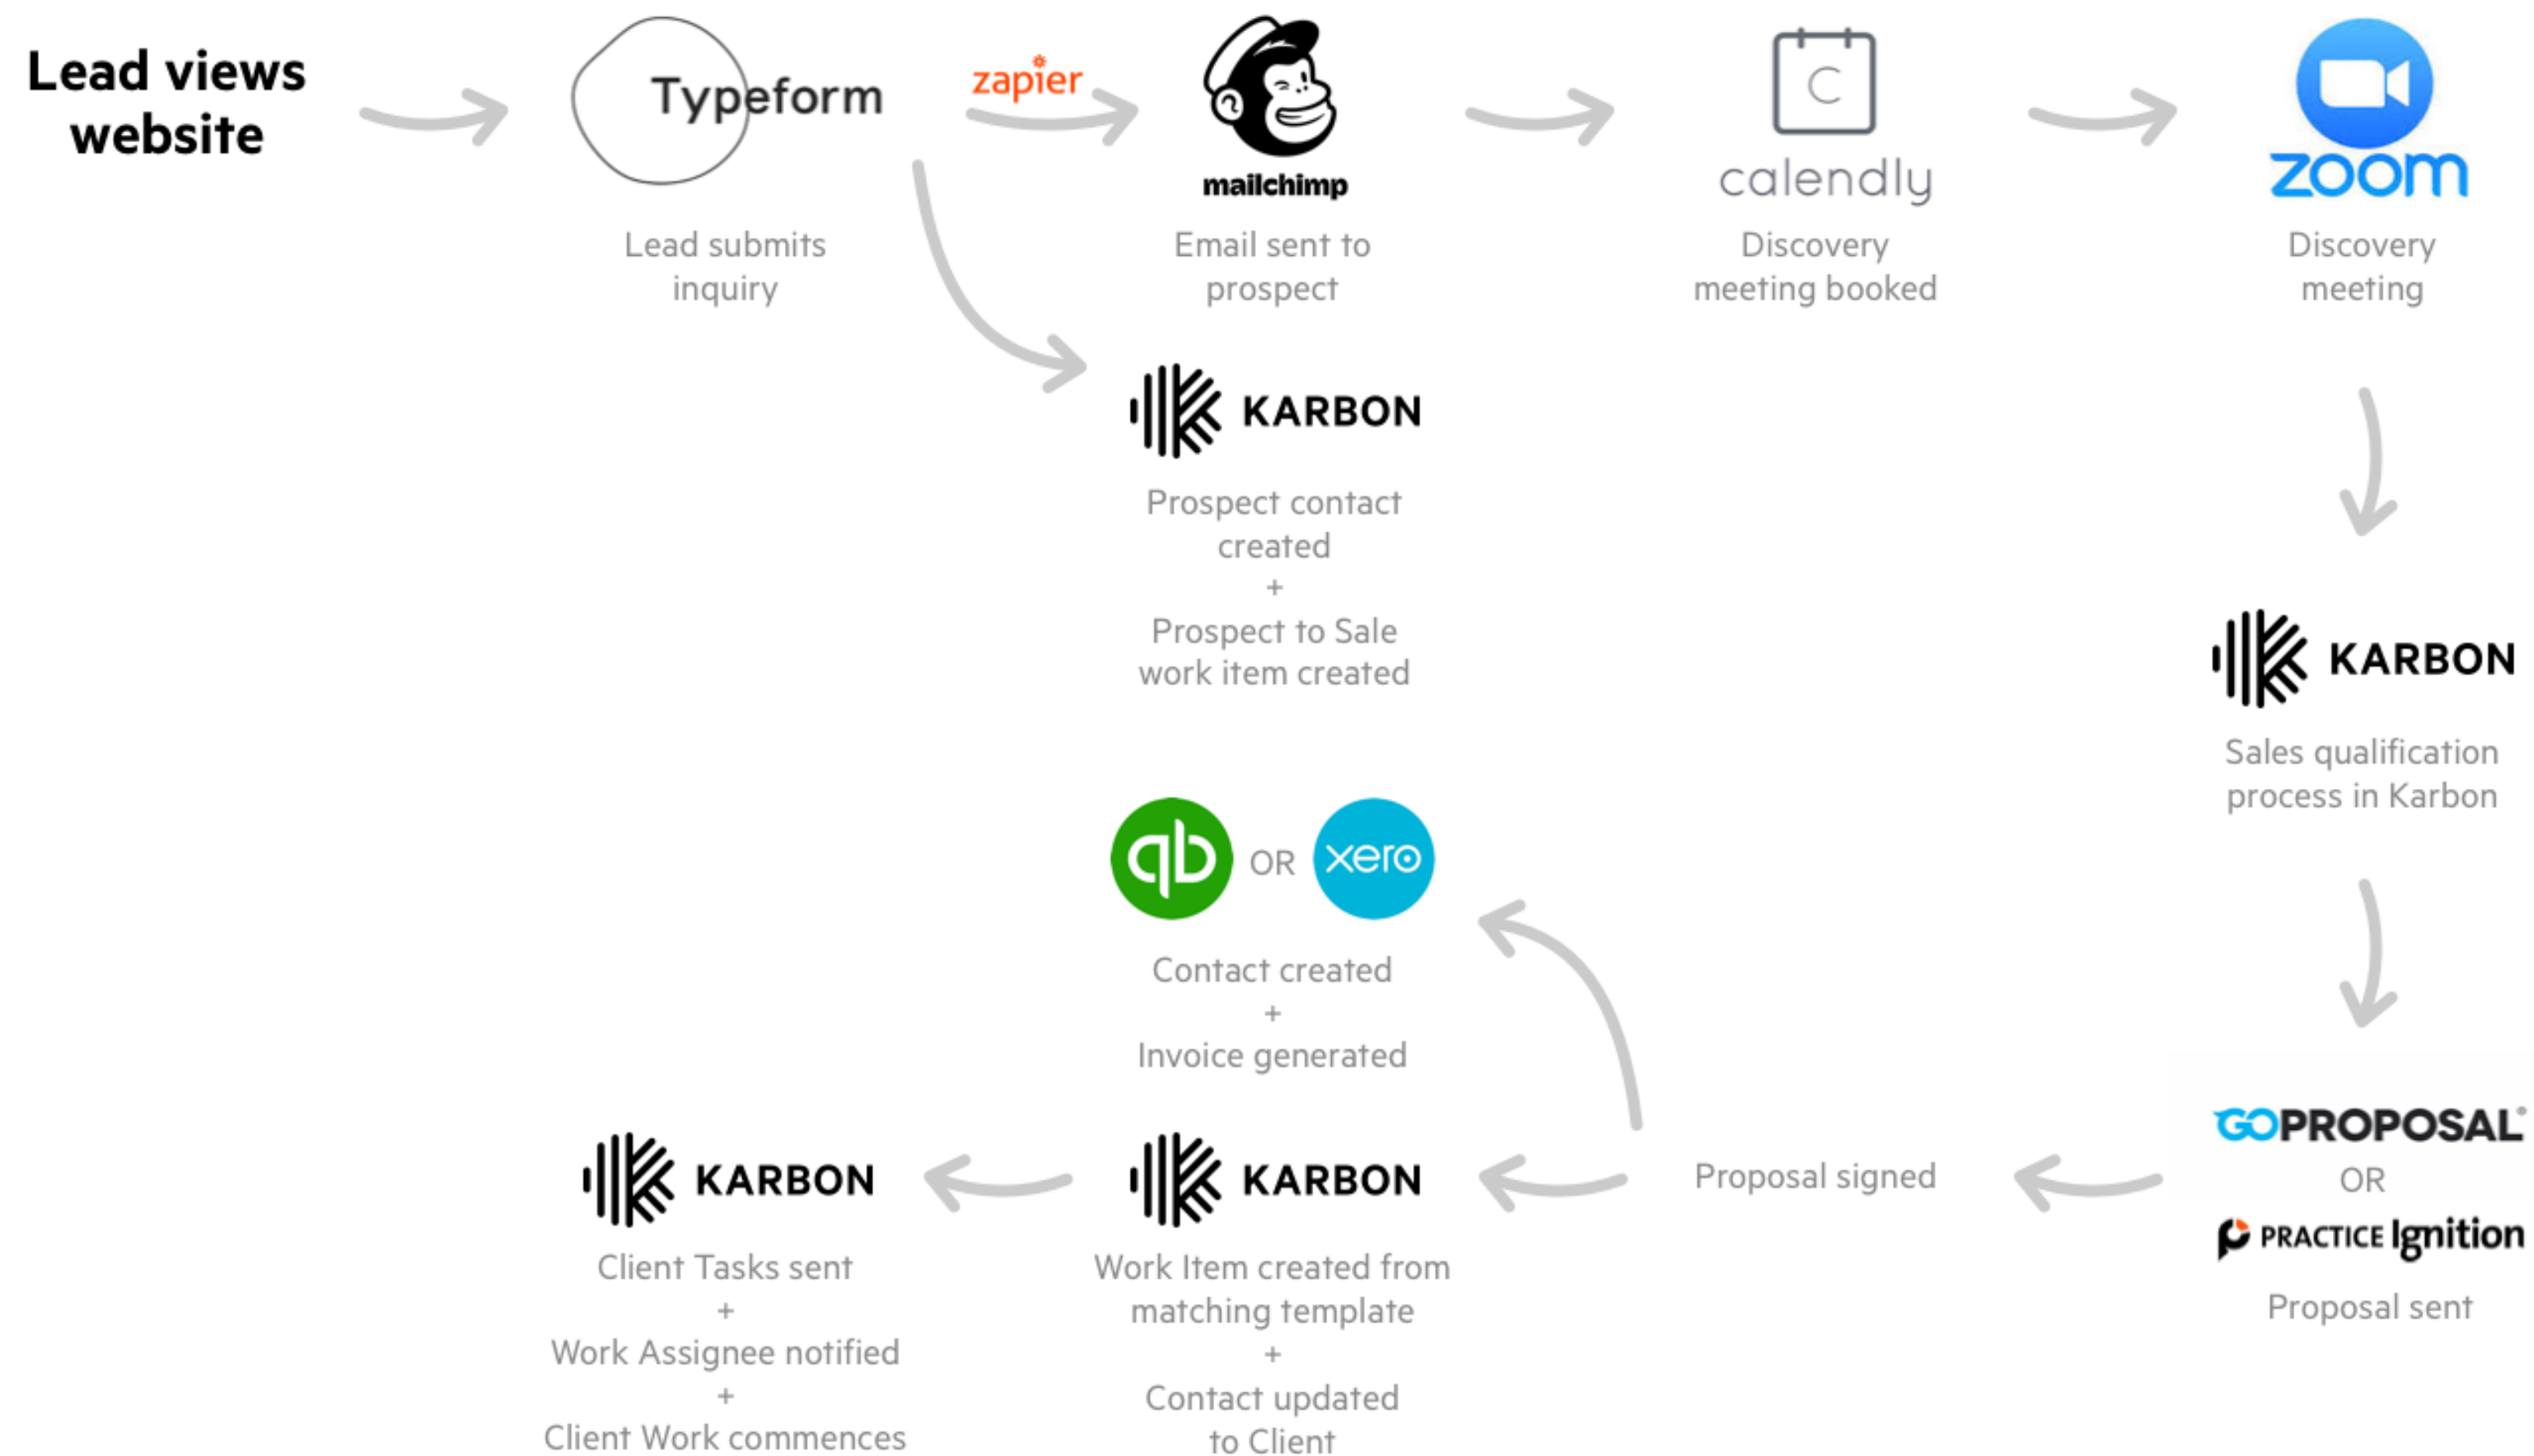 Lead views
website
Typeform
Lead submits
inquiry
zapier
mailchimp
Email sent to
prospect
C
calendly
Discovery
meeting booked
zoom
Discovery
meeting
KARBON
Prospect contact
created
+
Prospect to Sale
work item created
KARBON
Sales qualification
process in Karbon
qb OR xero
Contact created
+
Invoice generated
GOPROPOSAL
OR
PRACTICE Ignition
Proposal sent
Proposal signed
KARBON
Work Item created from
matching template
+
Contact updated
to Client
KARBON
Client Tasks sent
+
Work Assignee notified
+
Client Work commences